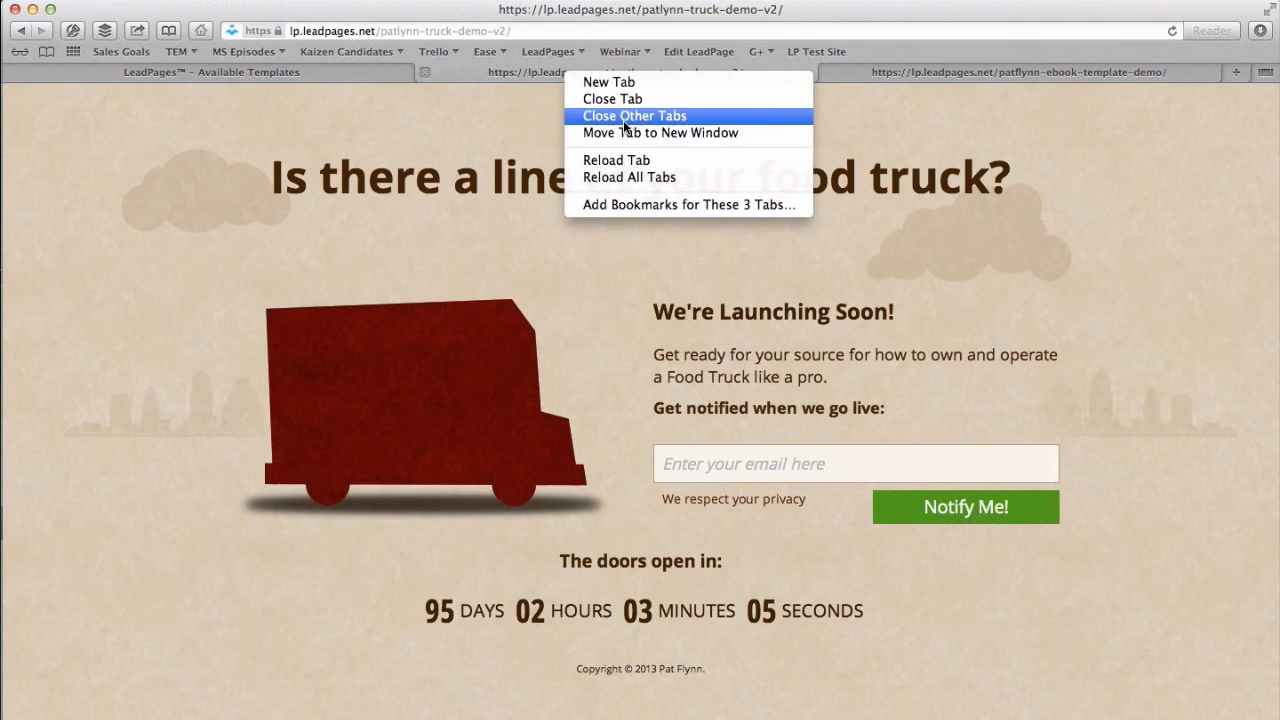 https://lp.leadpages.net/patlynn-truck-demo-v2/
https lp.leadpages.net/patlynn-truck-demo-v2/ Reader
Sales Goals TEM MS Episodes Kaizen Candidates Trello Ease LeadPages Webinar Edit LeadPage G+ LP Test Site
LeadPages™ – Available Templates https://lp.leadp https://lp.leadpages.net/patflynn-ebook-template-demo/
New Tab
Close Tab
Close Other Tabs
Move Tab to New Window
Reload Tab
Reload All Tabs
Add Bookmarks for These 3 Tabs...
Is there a line at your food truck?
We're Launching Soon!
Get ready for your source for how to own and operate
a Food Truck like a pro.
Get notified when we go live:
Enter your email here
We respect your privacy
Notify Me!
The doors open in:
95 DAYS 02 HOURS 03 MINUTES 05 SECONDS
Copyright © 2013 Pat Flynn.